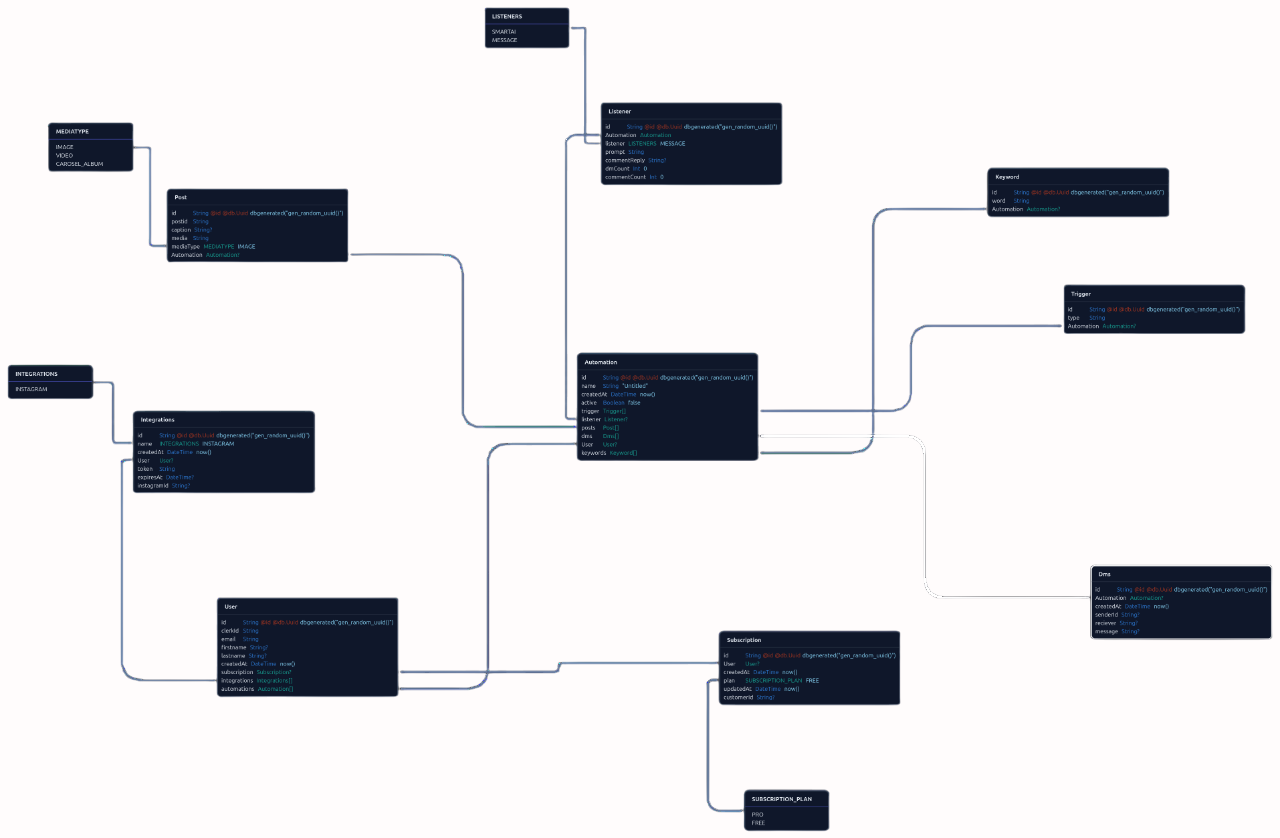 LISTENERS
SMARTAI
MESSAGE
Listener
id String @id @db.Uuid dbgenerated("gen_random_uuid()")
Automation Automation
listener LISTENERS MESSAGE
prompt String
commentReply String?
dmCount Int 0
commentCount Int 0
MEDIATYPE
IMAGE
VIDEO
CAROSEL_ALBUM
Post
id String @id @db.Uuid dbgenerated("gen_random_uuid()")
postid String
caption String?
media String
mediaType MEDIATYPE IMAGE
Automation Automation?
Keyword
id String @id @db.Uuid dbgenerated("gen_random_uuid()")
word String
Automation Automation?
Trigger
id String @id @db.Uuid dbgenerated("gen_random_uuid()")
type String
Automation Automation?
Automation
id String @id @db.Uuid dbgenerated("gen_random_uuid()")
name String "Untitled"
createdAt DateTime now()
active Boolean false
trigger Trigger[]
listener Listener?
posts Post[]
dms Dms[]
User User?
keywords Keyword[]
INTEGRATIONS
INSTAGRAM
Integrations
id String @id @db.Uuid dbgenerated("gen_random_uuid()")
name INTEGRATIONS INSTAGRAM
createdAt DateTime now()
User User?
token String
expiresAt DateTime?
instagramId String?
Dms
id String @id @db.Uuid dbgenerated("gen_random_uuid()")
Automation Automation?
createdAt DateTime now()
senderId String?
reciever String?
message String?
User
id String @id @db.Uuid dbgenerated("gen_random_uuid()")
clerkId String
email String
firstname String?
lastname String?
createdAt DateTime now()
subscription Subscription?
integrations Integrations[]
automations Automation[]
Subscription
id String @id @db.Uuid dbgenerated("gen_random_uuid()")
User User?
createdAt DateTime now()
plan SUBSCRIPTION_PLAN FREE
updatedAt DateTime now()
customerId String?
SUBSCRIPTION_PLAN
PRO
FREE